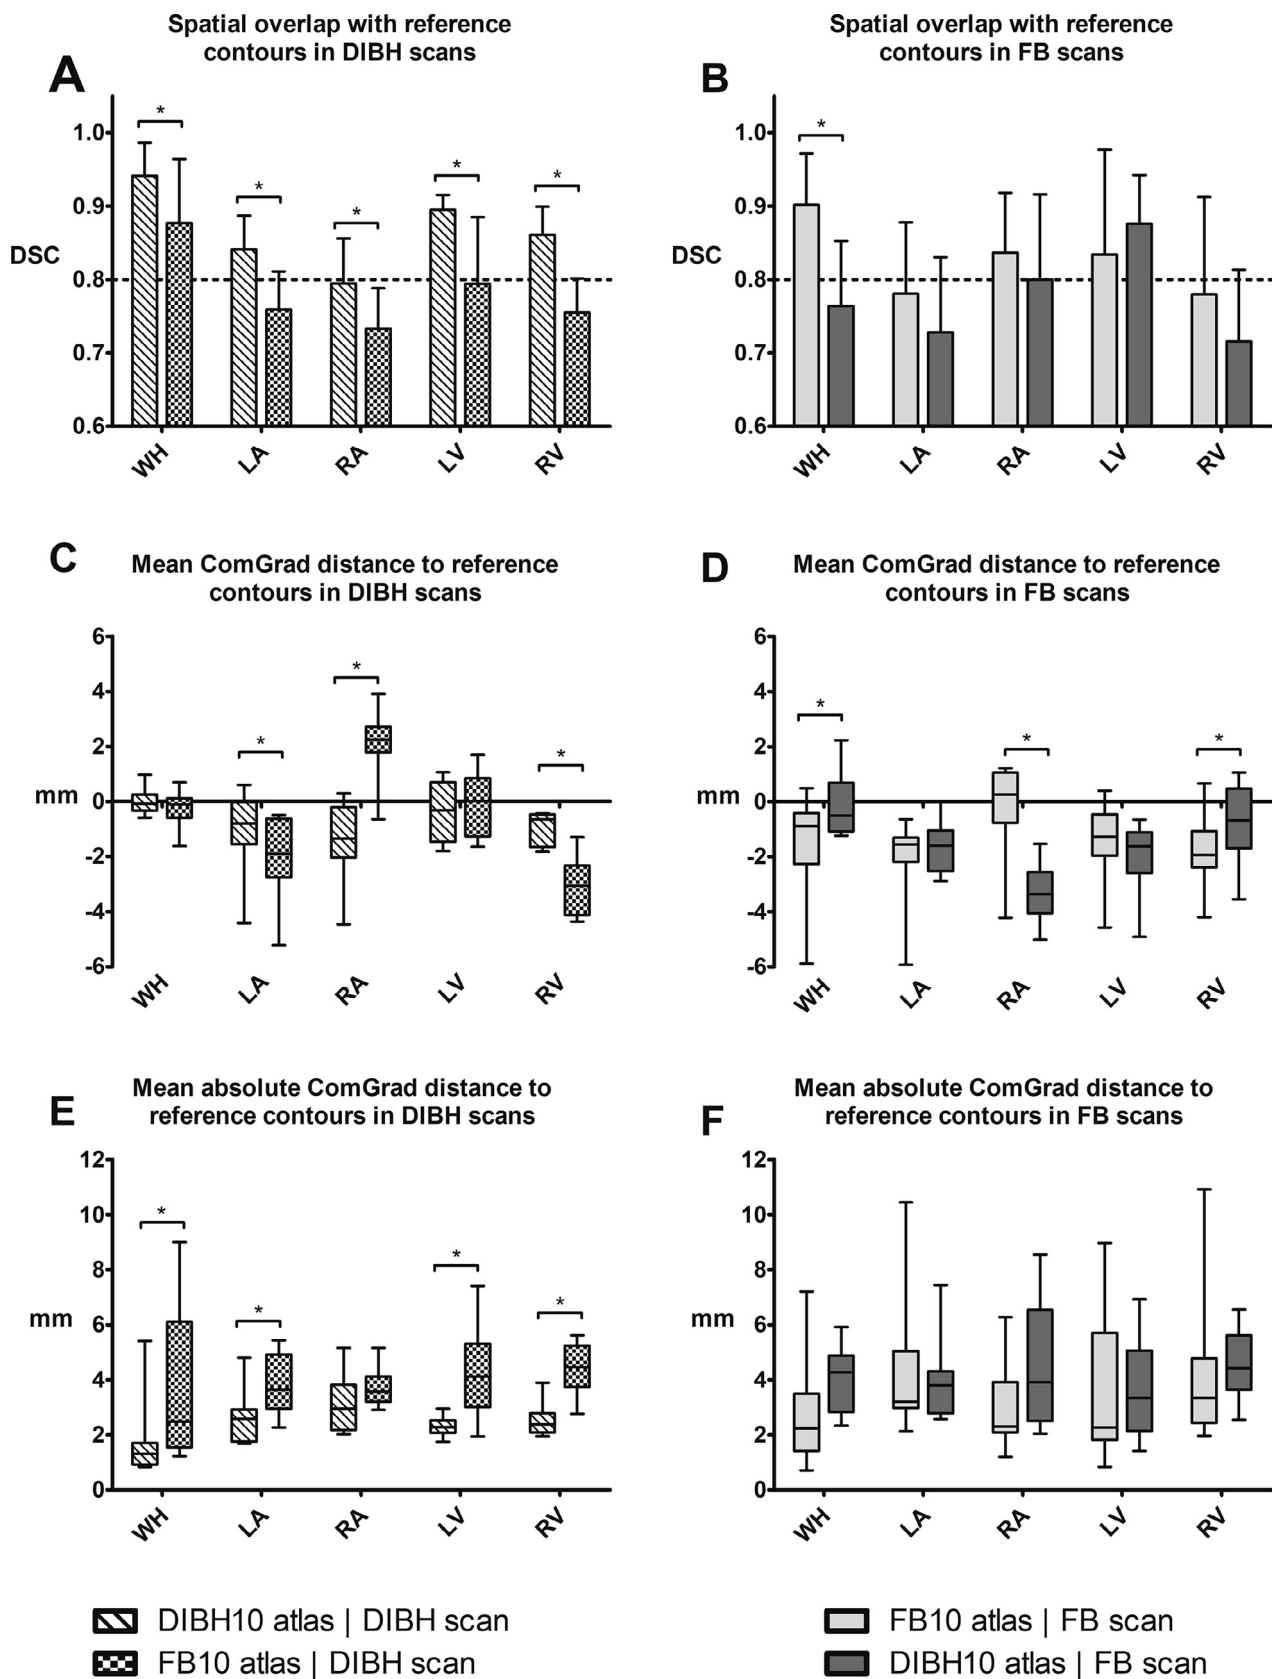 Spatial overlap with reference
contours in DIBH scans
A
*
*
*
*
*
1.0
0.9
DSC
0.8
0.7
0.6
WH
LA
RA
LV
RV
Spatial overlap with reference
contours in FB scans
B
*
1.0
0.9
DSC
0.8
0.7
0.6
WH
LA
RA
LV
RV
C
Mean ComGrad distance to reference
contours in DIBH scans
6
4
2
mm
0
-2
-4
-6
*
*
*
WH
LA
RA
LV
RV
D
Mean ComGrad distance to reference
contours in FB scans
6
4
2
mm
0
-2
-4
-6
*
*
*
WH
LA
RA
LV
RV
E
Mean absolute ComGrad distance to
reference contours in DIBH scans
12
10
8
mm
6
4
2
0
*
*
*
*
WH
LA
RA
LV
RV
F
Mean absolute ComGrad distance to
reference contours in FB scans
12
10
8
mm
6
4
2
0
WH
LA
RA
LV
RV
DIBH10 atlas | DIBH scan
FB10 atlas | DIBH scan
FB10 atlas | FB scan
DIBH10 atlas | FB scan